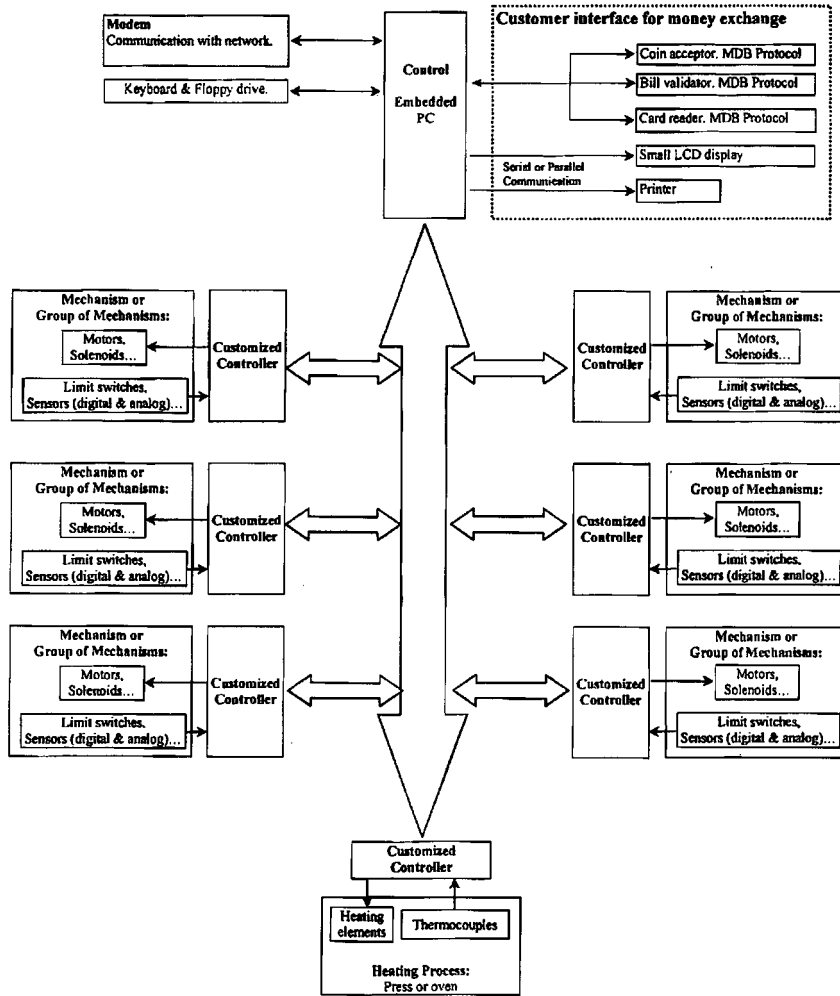 Modem
Communication with network.
Keyboard & Floppy drive.
Control
Embedded
PC
Customer interface for money exchange
Coin acceptor. MDB Protocol
Bill validator. MDB Protocol
Card reader. MDB Protocol
Small LCD display
Serial or Parallel
Communication
Printer
Mechanism or
Group of Mechanisms:
Motors,
Solenoids...
Limit switches,
Sensors (digital & analog)...
Customized
Controller
Customized
Controller
Mechanism or
Group of Mechanisms:
Motors,
Solenoids...
Limit switches,
Sensors (digital & analog)...
Mechanism or
Group of Mechanisms:
Motors,
Solenoids...
Limit switches,
Sensors (digital & analog)...
Customized
Controller
Customized
Controller
Mechanism or
Group of Mechanisms:
Motors,
Solenoids...
Limit switches,
Sensors (digital & analog)...
Mechanism or
Group of Mechanisms:
Motors,
Solenoids...
Limit switches,
Sensors (digital & analog)...
Customized
Controller
Customized
Controller
Mechanism or
Group of Mechanisms:
Motors,
Solenoids...
Limit switches,
Sensors (digital & analog)...
Customized
Controller
Heating
elements
Thermocouples
Heating Process:
Press or oven